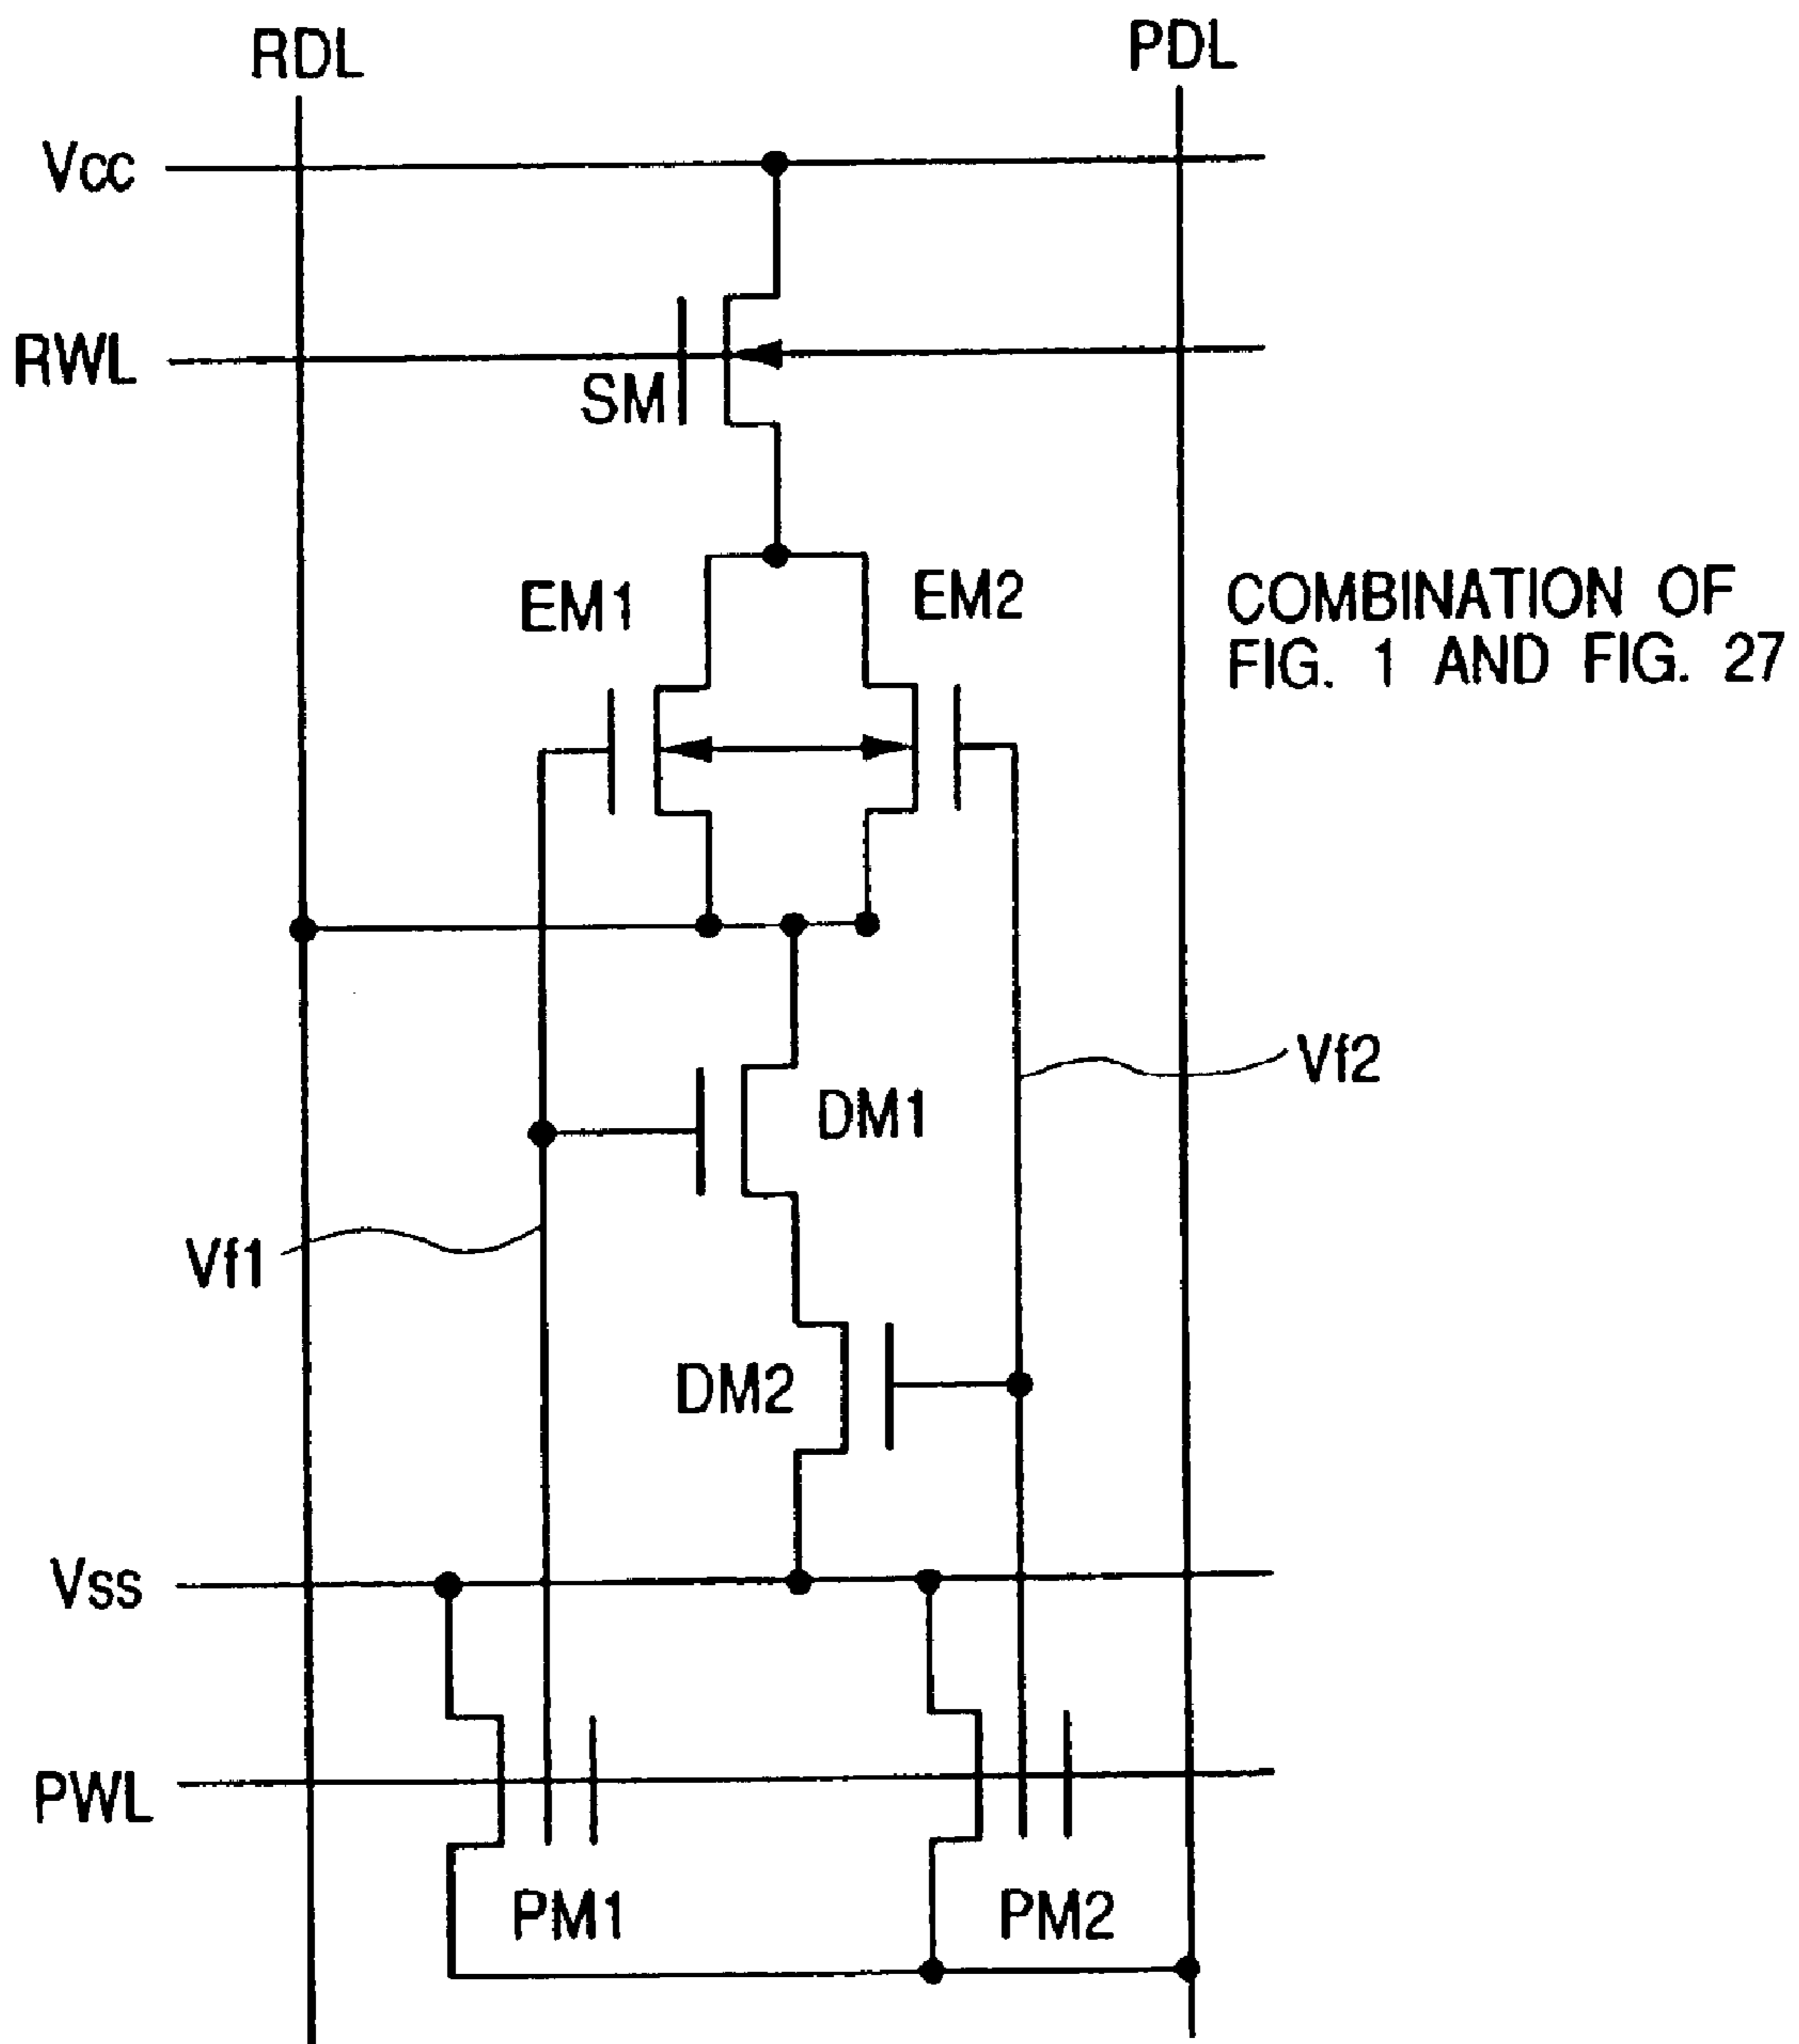 RDL
PDL
Vcc
RWL
SM
EM1
EM2
COMBINATION OF
FIG. 1 AND FIG. 27
Vf2
DM1
Vf1
DM2
Vss
PWL
PM1
PM2